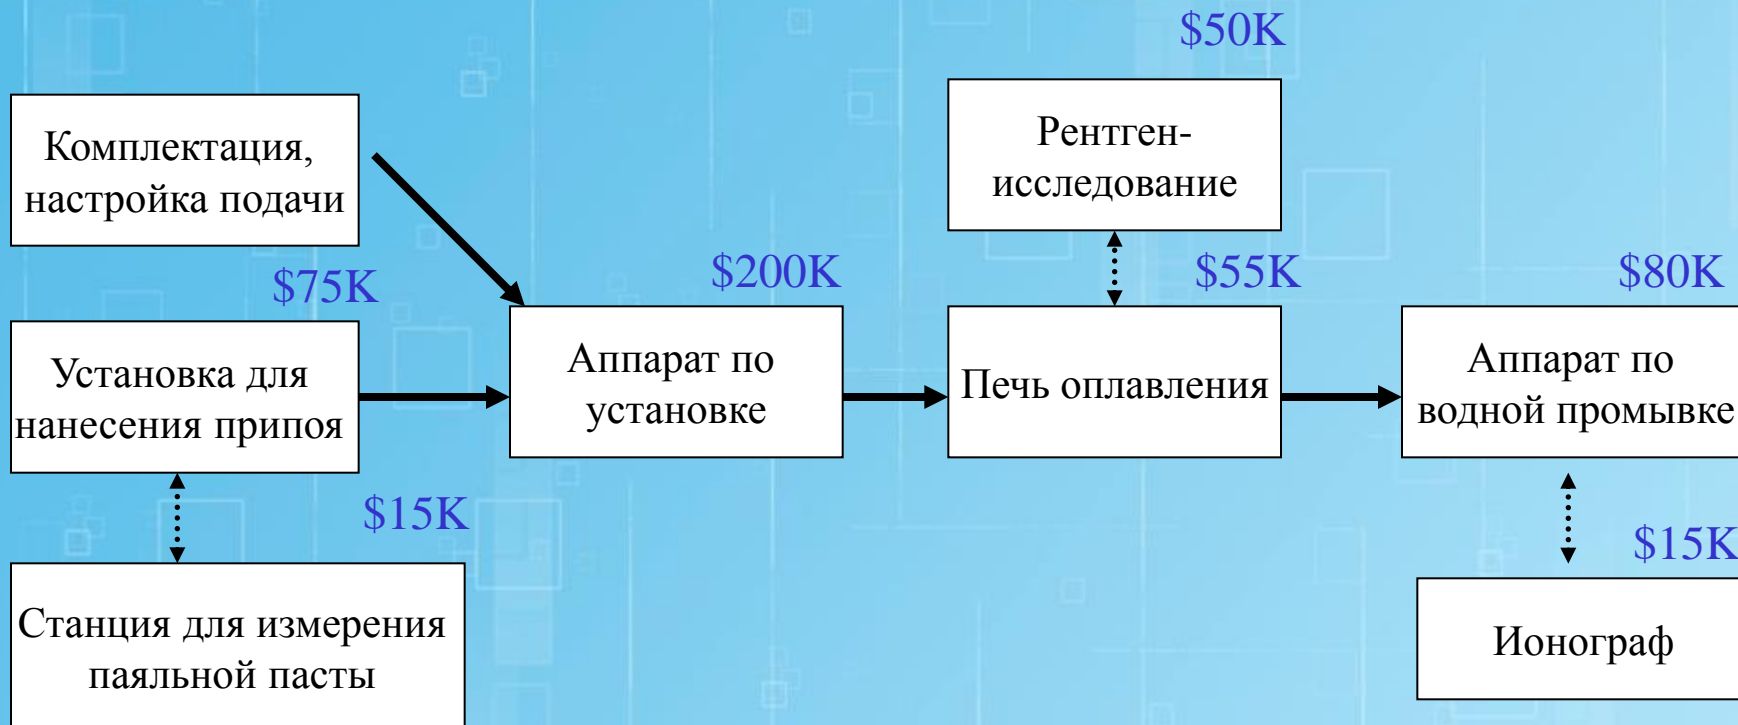 $50K
Комплектация,
настройка подачи
Рентген-
исследование
$75K
$200K
$55K
$80K
Установка для
нанесения припоя
Аппарат по
установке
Печь оплавления
Аппарат по
водной промывке
$15K
$15K
Станция для измерения
паяльной пасты
Ионограф